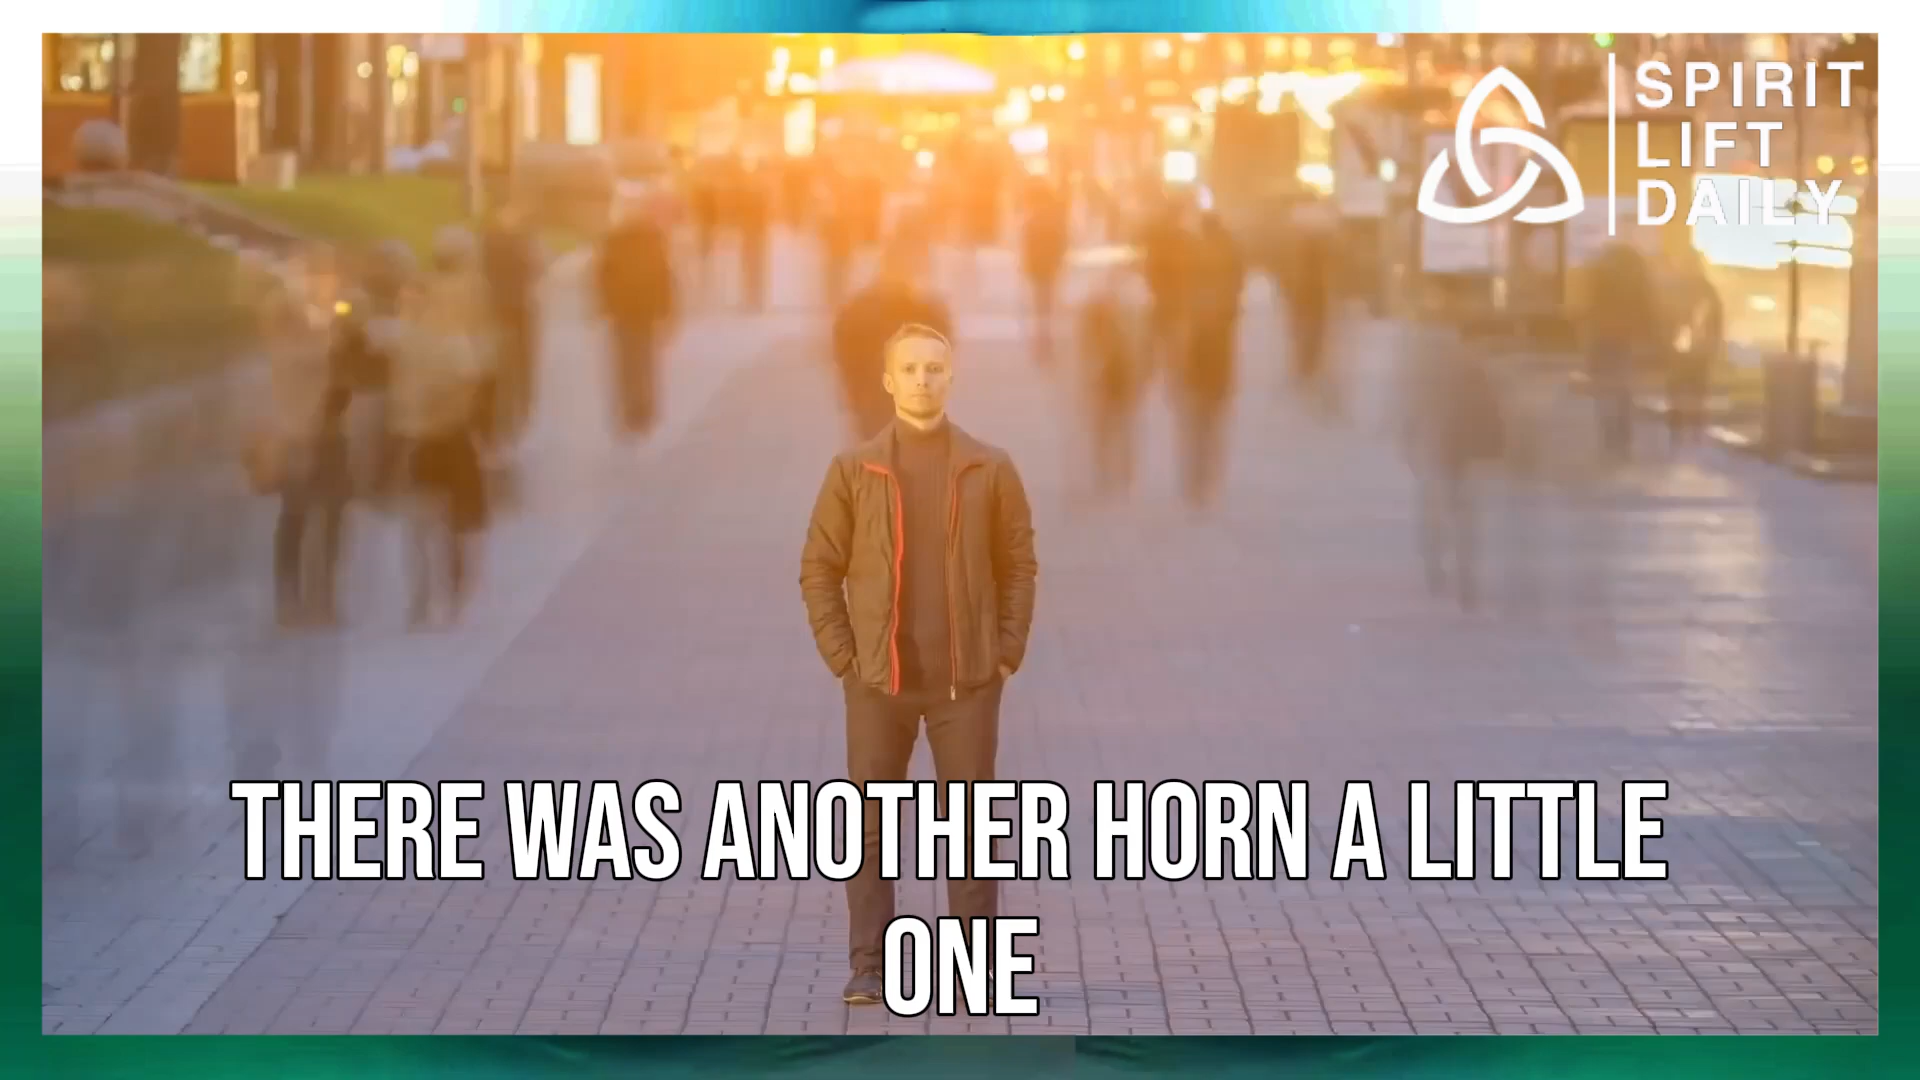 SPIRIT
LIFT
DAILY
THERE WAS ANOTHER HORN A LITTLE
ONE